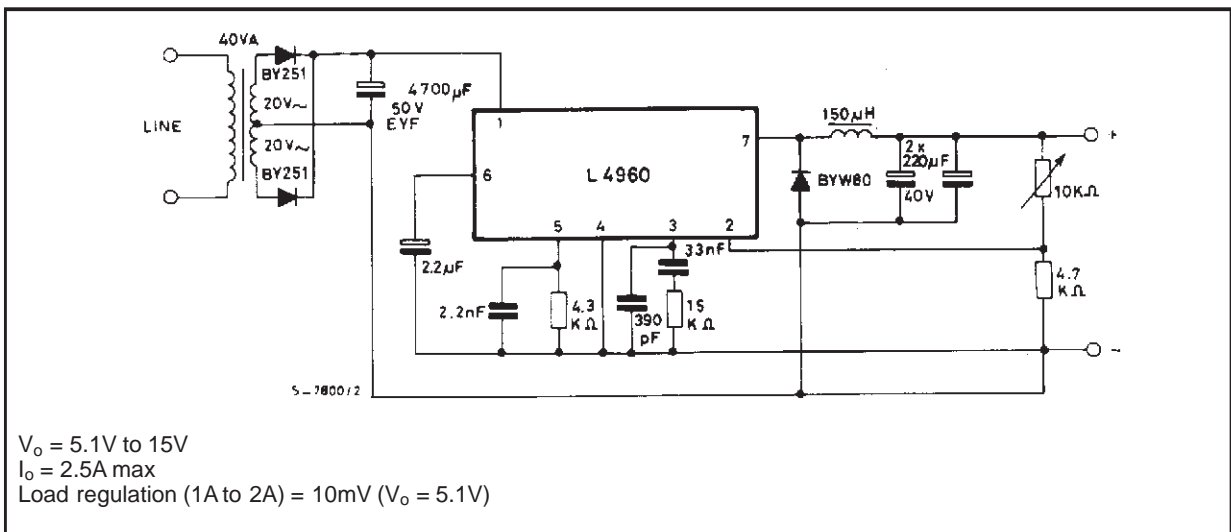 40VA
BY251
4700µF
50V
EYF
20V~
LINE
20V~
BY251
1
7
150µH
2x
220µF
40V
BYW80
10KΩ
6
L4960
5
4
3
2
33nF
2.2µF
2.2nF
4.3
KΩ
390
pF
15
KΩ
4.7
KΩ
+
-
S-7800/2
Vₒ = 5.1V to 15V
Iₒ = 2.5A max
Load regulation (1A to 2A) = 10mV (Vₒ = 5.1V)